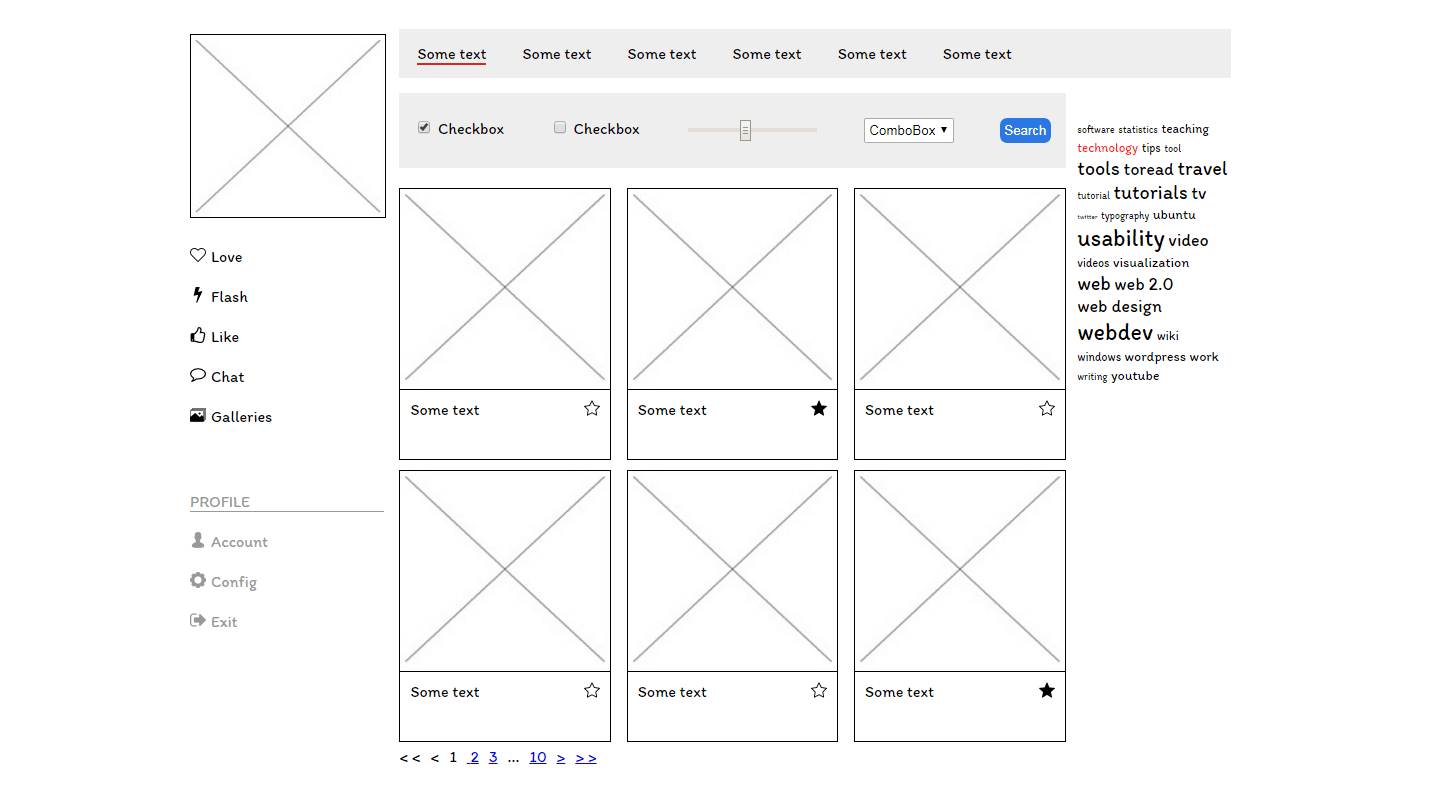 Some text Some text Some text Some text Some text Some text
Checkbox Checkbox ComboBox Search
Love
Flash
Like
Chat
Galleries
PROFILE
Account
Config
Exit
Some text Some text Some text
Some text Some text Some text
<< < 1 2 3 ... 10 > >>
software statistics teaching
technology tips tool
tools toread travel
tutorial tutorials tv
twitter typography ubuntu
usability video
videos visualization
web web 2.0
web design
webdev wiki
windows wordpress work
writing youtube